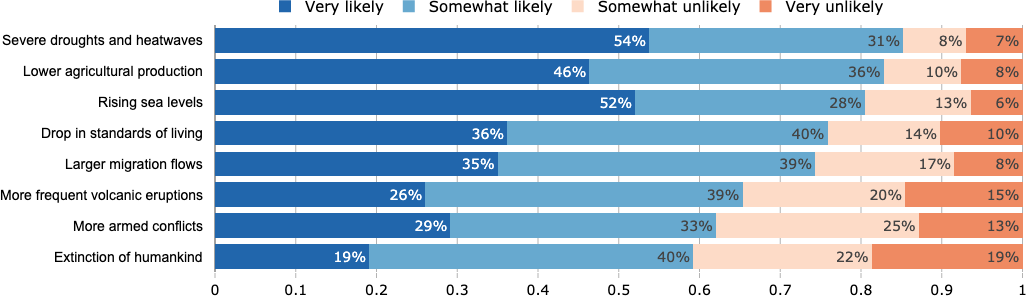 Very likely Somewhat likely Somewhat unlikely Very unlikely
Severe droughts and heatwaves 54% 31% 8% 7%
Lower agricultural production 46% 36% 10% 8%
Rising sea levels 52% 28% 13% 6%
Drop in standards of living 36% 40% 14% 10%
Larger migration flows 35% 39% 17% 8%
More frequent volcanic eruptions 26% 39% 20% 15%
More armed conflicts 29% 33% 25% 13%
Extinction of humankind 19% 40% 22% 19%
0 0.1 0.2 0.3 0.4 0.5 0.6 0.7 0.8 0.9 1